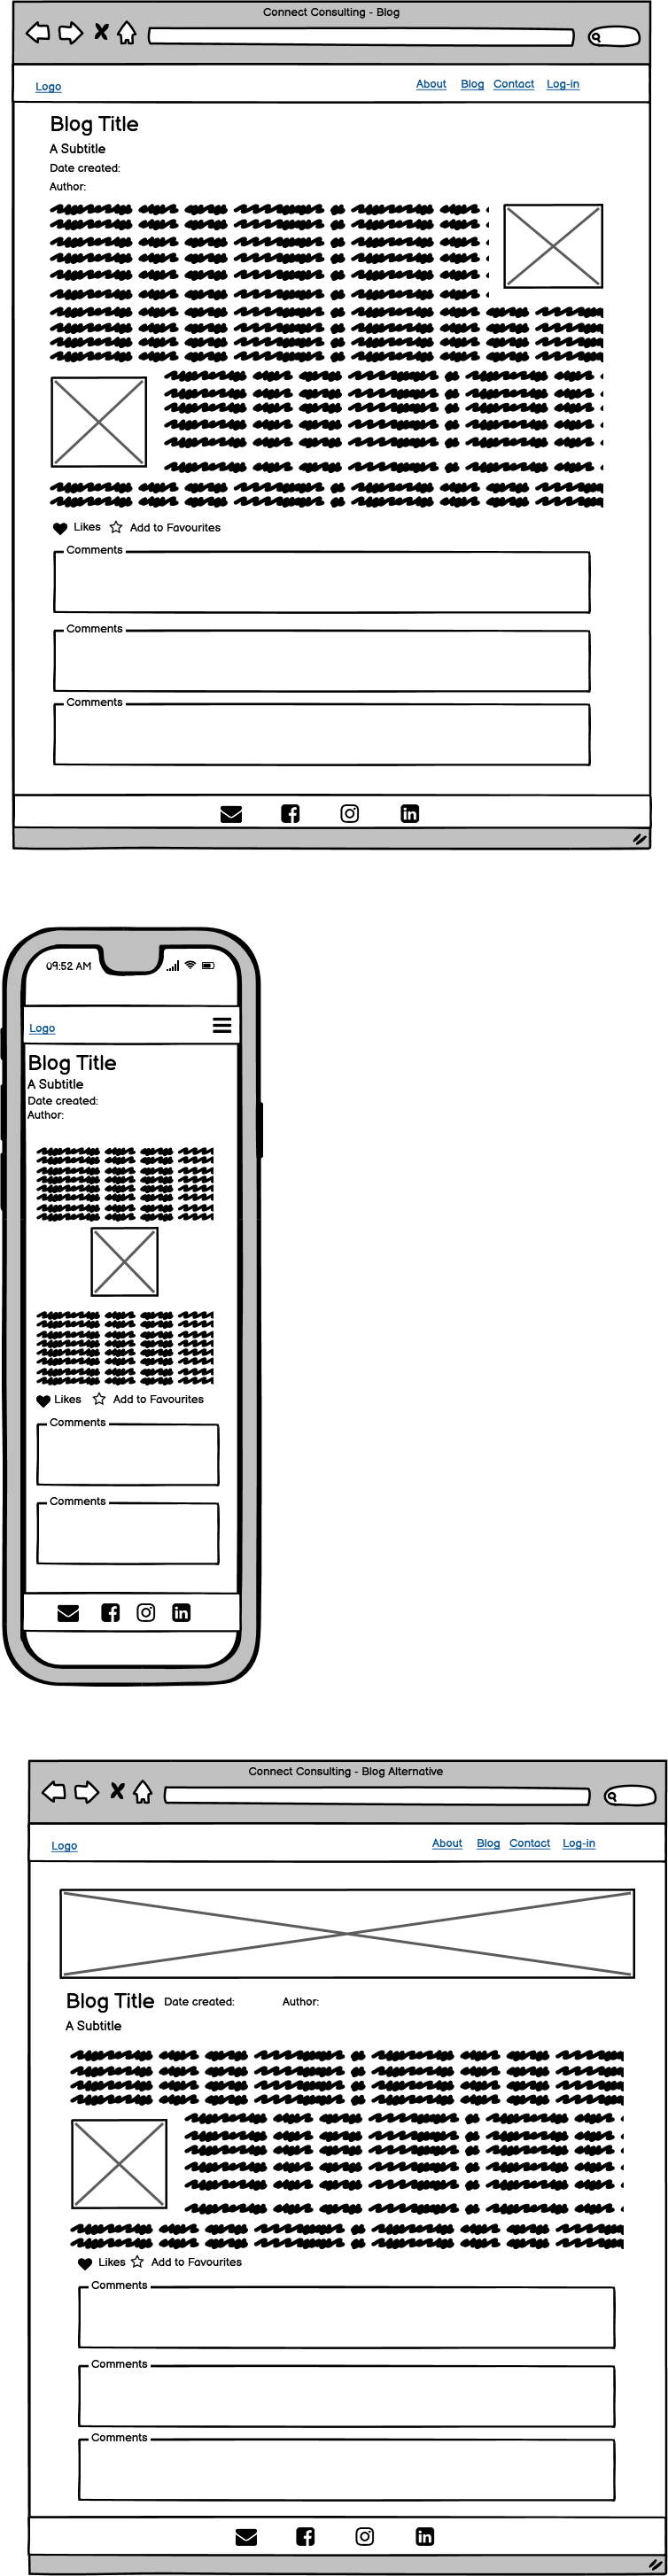 Connect Consulting - Blog
Logo About Blog Contact Log-in
Blog Title
A Subtitle
Date created:
Author:
Likes Add to Favourites
Comments
Comments
Comments
09:52 AM
Logo
Blog Title
A Subtitle
Date created:
Author:
Likes Add to Favourites
Comments
Comments
Connect Consulting - Blog Alternative
Logo About Blog Contact Log-in
Blog Title Date created: Author:
A Subtitle
Likes Add to Favourites
Comments
Comments
Comments